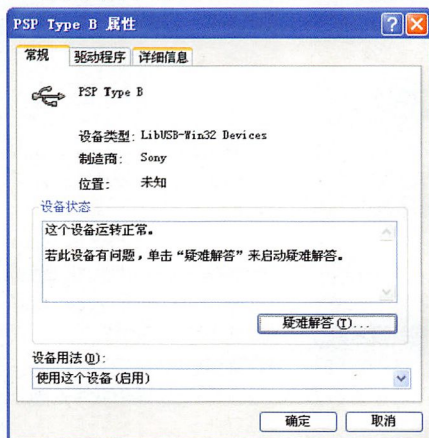 PSP Type B 属性
常规 驱动程序 详细信息
PSP Type B
设备类型: LibUSB-Win32 Devices
制造商: Sony
位置: 未知
设备状态
这个设备运转正常。
若此设备有问题，单击“疑难解答”来启动疑难解答。
疑难解答(T)...
设备用法(D):
使用这个设备(启用)
确定 取消